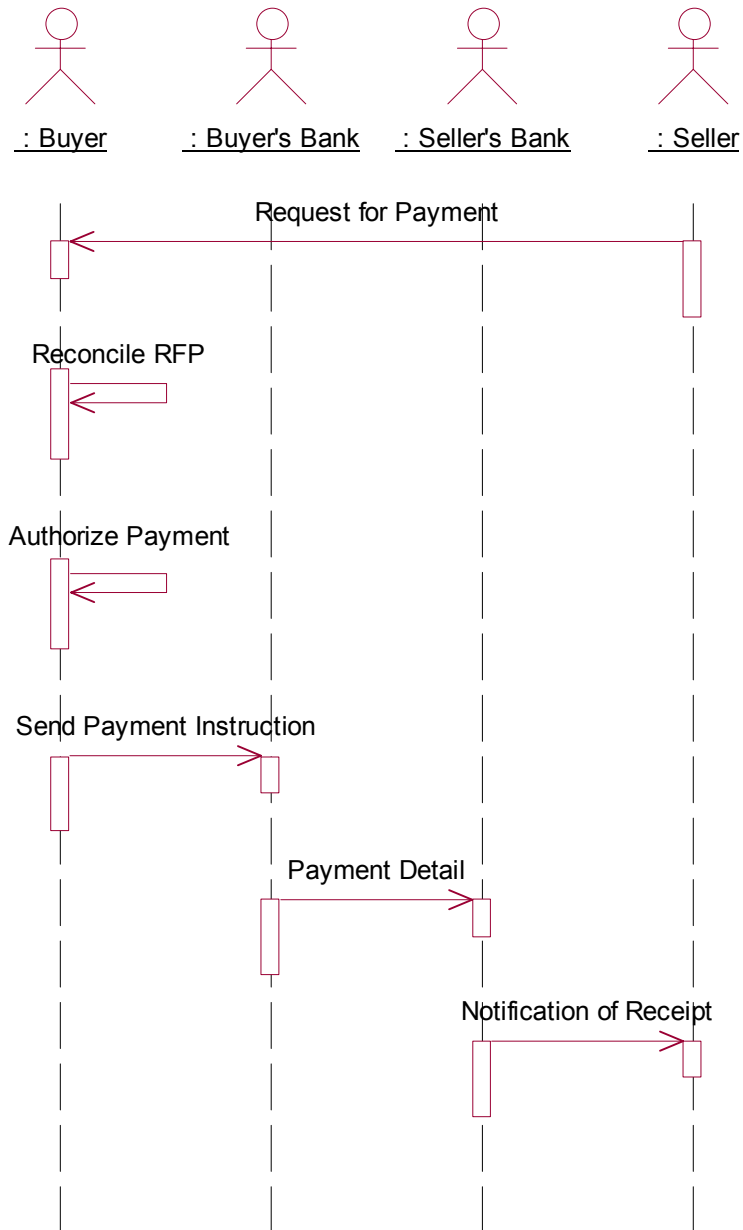 : Buyer
: Buyer's Bank
: Seller's Bank
: Seller
Request for Payment
Reconcile RFP
Authorize Payment
Send Payment Instruction
Payment Detail
Notification of Receipt